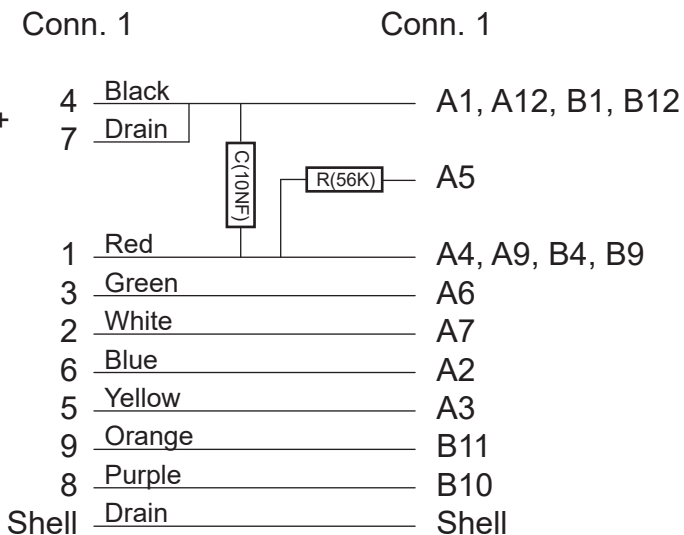 Conn. 1 Conn. 1
4 Black A1, A12, B1, B12
+
7 Drain
C(10NF)
R(56K) A5
1 Red A4, A9, B4, B9
3 Green A6
2 White A7
6 Blue A2
5 Yellow A3
9 Orange B11
8 Purple B10
Shell Drain Shell